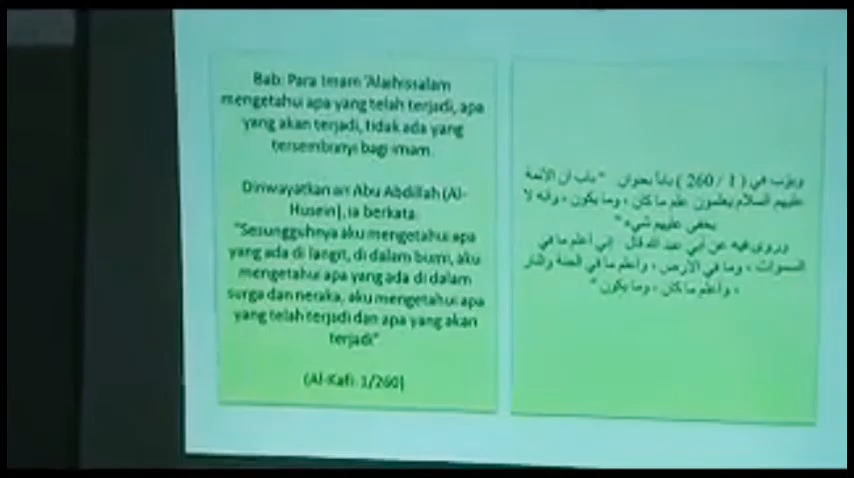 Bab: Para Imam 'Alaihissalam
mengetahui apa yang telah terjadi, apa
yang akan terjadi, tidak ada yang
tersembunyi bagi imam.
Diriwayatkan an Abu Abdillah (Al-
Husein), ia berkata:
"Sesungguhnya aku mengetahui apa
yang ada di langit, di dalam bumi, aku
mengetahui apa yang ada di dalam
surga dan neraka, aku mengetahui apa
yang telah terjadi dan apa yang akan
terjadi"
(Al-Kafi: 1/260)
وبوّب في ( 1 / 260 ) باباً بعنوان " باب أن الأئمة
عليهم السلام يعلمون علم ما كان ، وما يكون ، وأنه لا
يخفى عليهم شيء "
وروى فيه عن أبي عبد الله قال إني أعلم ما في
السموات ، وما في الأرض ، وأعلم ما في الجنة والنار
، وأعلم ما كان ، وما يكون "